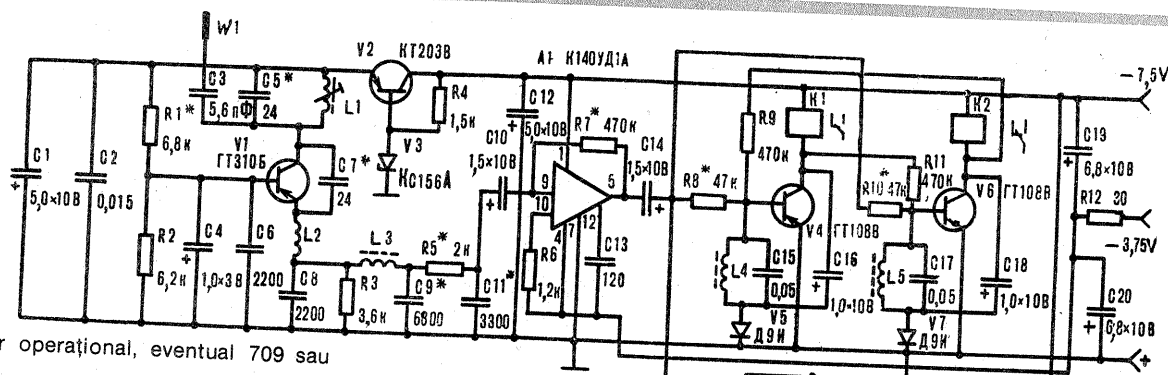 W1
V2 КТ203В
A1 К140УД1А
-7,5V
C3
5,6пФ
C5*
24
L1
R4
1,5к
C12
5,0×10В
R7* 470к
C14
1,5×10В
R9
470к
K1
K2
C19
6,8×10В
R1*
6,8к
V1
ГТ310Б
C7*
24
V3
КС156А
C10
1,5×10В
1
9
10
5
4
7
12
R8* 47к
R10* 47к
R11
470к
V6
ГТ108В
R12 30
-3,75V
C1
5,0×10В
C2
0,015
R2
6,2к
C4
1,0×3В
C6
2200
L2
C8
2200
L3
R3
3,6к
R5* 2к
C9*
6800
C11*
3300
R6
1,2к
C13
120
V4
ГТ108В
L4
C15
0,05
C16
1,0×10В
V5
Д9И
L5
C17
0,05
V7
Д9И
C18
1,0×10В
C20
6,8×10В
+
r operațional, eventual 709 sau